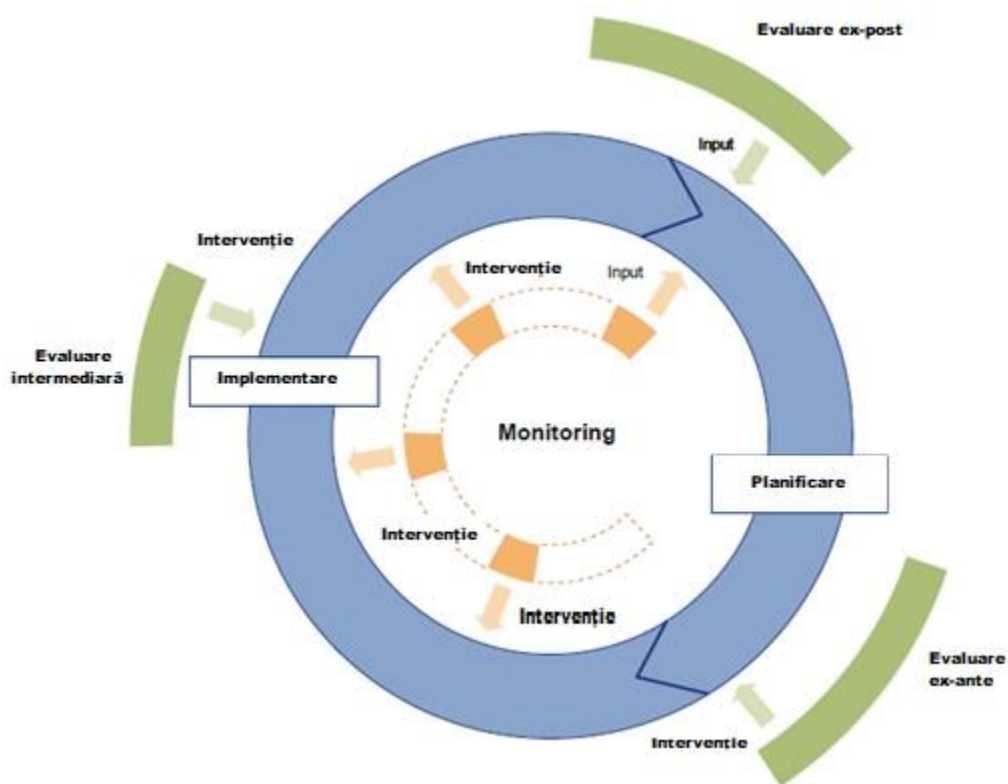 Evaluare ex-post
Input
Intervenție
Intervenție
Input
Evaluare
intermediară
Implementare
Monitoring
Planificare
Intervenție
Intervenție
Evaluare
ex-ante
Intervenție